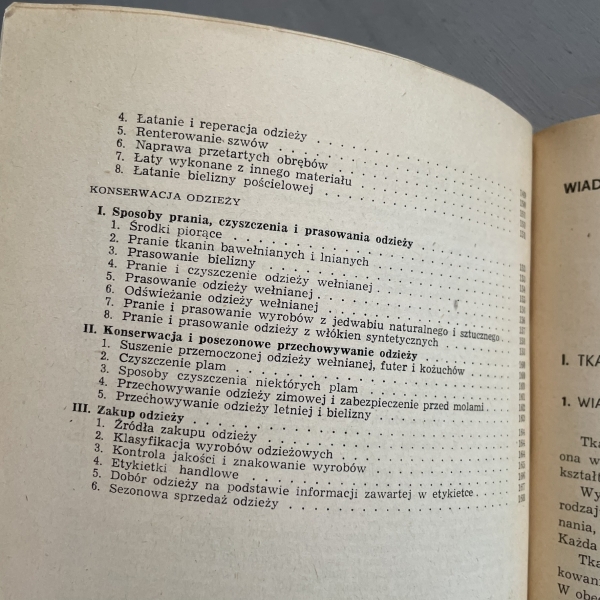 4. Łatanie i reperacja odzieży
5. Renterowanie szwów
6. Naprawa przetartych obrębów
7. Łaty wykonane z innego materiału
8. Łatanie bielizny pościelowej
KONSERWACJA ODZIEŻY
I. Sposoby prania, czyszczenia i prasowania odzieży
1. Środki piorące
2. Pranie tkanin bawełnianych i lnianych
3. Prasowanie bielizny
4. Pranie i czyszczenie odzieży wełnianej
5. Prasowanie odzieży wełnianej
6. Odświeżanie odzieży wełnianej
7. Pranie i prasowanie wyrobów z jedwabiu naturalnego i sztucznego
8. Pranie i prasowanie odzieży z włókien syntetycznych
II. Konserwacja i posezonowe przechowywanie odzieży
1. Suszenie przemoczonej odzieży wełnianej, futer i kożuchów
2. Czyszczenie plam
3. Sposoby czyszczenia niektórych plam
4. Przechowywanie odzieży zimowej i zabezpieczenie przed molami
5. Przechowywanie odzieży letniej i bielizny
III. Zakup odzieży
1. Źródła zakupu odzieży
2. Klasyfikacja wyrobów odzieżowych
3. Kontrola jakości i znakowanie wyrobów
4. Etykietki handlowe
5. Dobór odzieży na podstawie informacji zawartej w etykietce
6. Sezonowa sprzedaż odzieży
WIAD
I. TKA
1. WIA
Tka
ona w
kształt
Wy
rodzaj
nania,
Każda
Tka
kowani
W obec